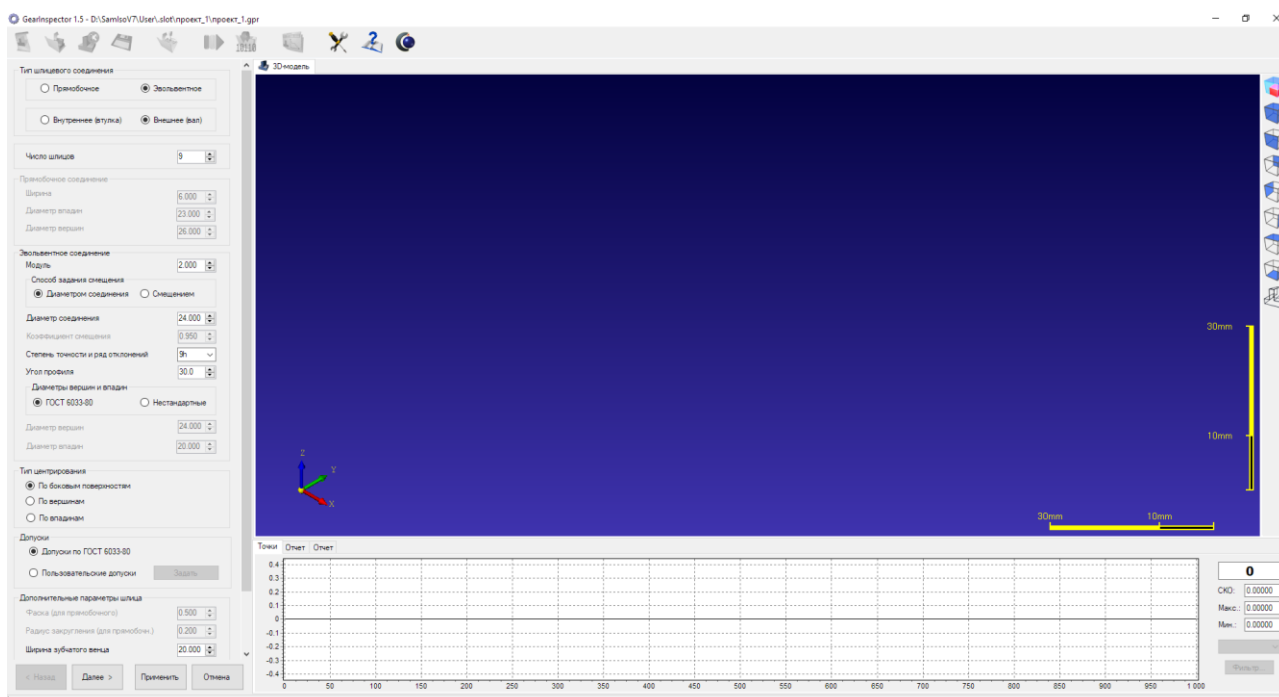 GearInspector 1.5 - D:\SamIsoV7\User\.slot\проект_1\проект_1.gpr
3D-модель
Тип шлицевого соединения
Прямобочное Эвольвентное
Внутреннее (втулка) Внешнее (вал)
Число шлицов 9
Прямобочное соединение
Ширина 6.000
Диаметр впадин 23.000
Диаметр вершин 26.000
Эвольвентное соединение
Модуль 2.000
Способ задания смещения
Диаметром соединения Смещением
Диаметр соединения 24.000
Коэффициент смещения 0.950
Степень точности и ряд отклонений 9h
Угол профиля 30.0
Диаметры вершин и впадин
ГОСТ 6033-80 Нестандартные
Диаметр вершин 24.000
Диаметр впадин 20.000
Тип центрирования
По боковым поверхностям
По вершинам
По впадинам
Допуски
Допуски по ГОСТ 6033-80
Пользовательские допуски Задать
Дополнительные параметры шлица
Фаска (для прямобочного) 0.500
Радиус закругления (для прямобочн.) 0.200
Ширина зубчатого венца 20.000
< Назад Далее > Применить Отмена
30mm
10mm
Z
Y
X
30mm 10mm
Точки Отчет Отчет
0.4
0.3
0.2
0.1
0
-0.1
-0.2
-0.3
-0.4
0 50 100 150 200 250 300 350 400 450 500 550 600 650 700 750 800 850 900 950 1 000
0
СКО: 0.00000
Макс.: 0.00000
Мин.: 0.00000
Фильтр...